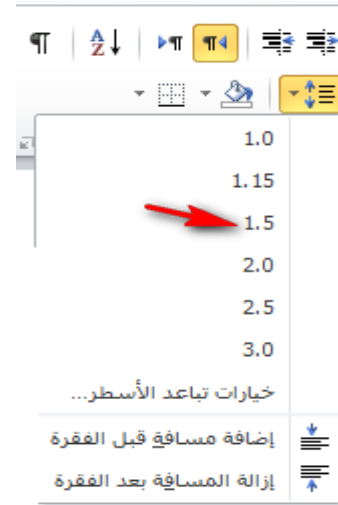 1.0
1.15
1.5
2.0
2.5
3.0
خيارات تباعد الأسطر...
إضافة مسافة قبل الفقرة
إزالة المسافة بعد الفقرة